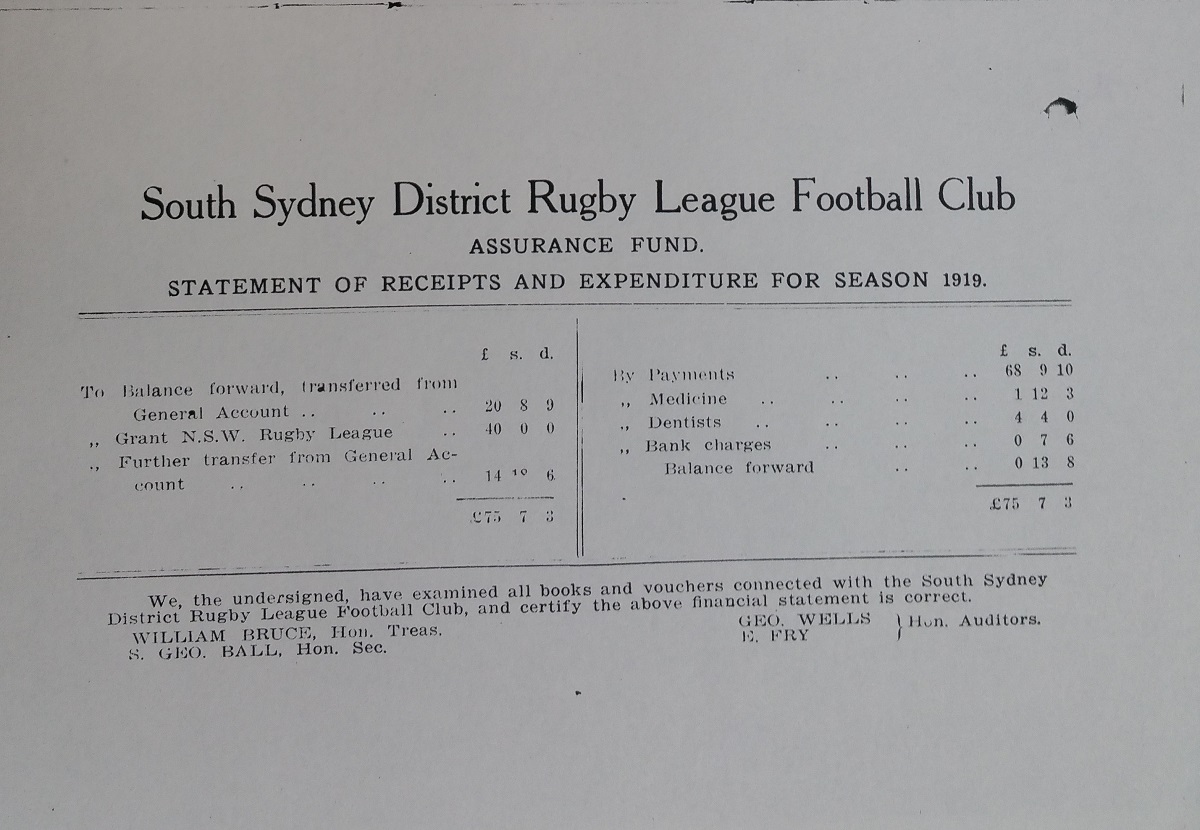 South Sydney District Rugby League Football Club
ASSURANCE FUND.
STATEMENT OF RECEIPTS AND EXPENDITURE FOR SEASON 1919.
£ s. d.
To Balance forward, transferred from
General Account .. .. .. 20 8 9
,, Grant N.S.W. Rugby League .. 40 0 0
,, Further transfer from General Ac-
count .. .. .. .. 14 10 6
£75 7 3
£ s. d.
By Payments .. .. .. 68 9 10
,, Medicine .. .. .. .. 1 12 3
,, Dentists .. .. .. .. 4 4 0
,, Bank charges .. .. .. 0 7 6
Balance forward .. .. 0 13 8
£75 7 3
We, the undersigned, have examined all books and vouchers connected with the South Sydney
District Rugby League Football Club, and certify the above financial statement is correct.
WILLIAM BRUCE, Hon. Treas.
S. GEO. BALL, Hon. Sec.
GEO. WELLS } Hon. Auditors.
E. FRY